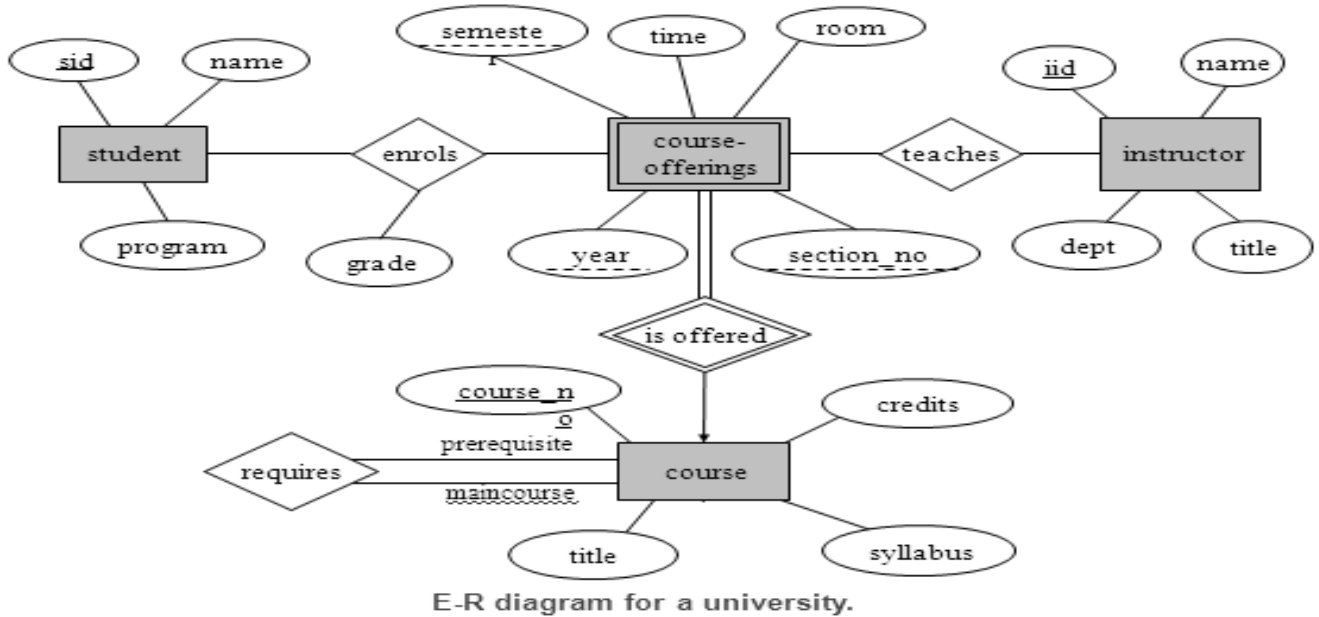 semeste
r
time
room
sid
name
iid
name
student
enrols
course-
offerings
teaches
instructor
program
grade
year
section_no
dept
title
is offered
course_n
o
credits
prerequisite
requires
course
maincourse
title
syllabus
E-R diagram for a university.